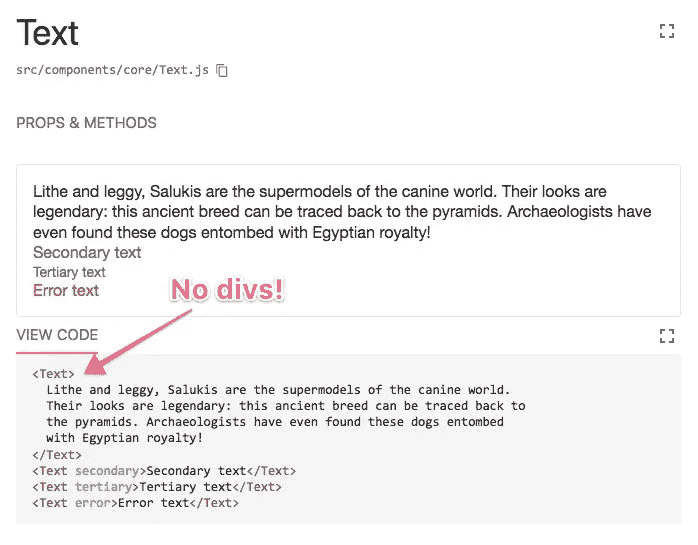 Text
src/components/core/Text.js
PROPS & METHODS
Lithe and leggy, Salukis are the supermodels of the canine world. Their looks are
legendary: this ancient breed can be traced back to the pyramids. Archaeologists have
even found these dogs entombed with Egyptian royalty!
Secondary text
Tertiary text
Error text
No divs!
VIEW CODE
<Text>
  Lithe and leggy, Salukis are the supermodels of the canine world.
  Their looks are legendary: this ancient breed can be traced back to
  the pyramids. Archaeologists have even found these dogs entombed
  with Egyptian royalty!
</Text>
<Text secondary>Secondary text</Text>
<Text tertiary>Tertiary text</Text>
<Text error>Error text</Text>